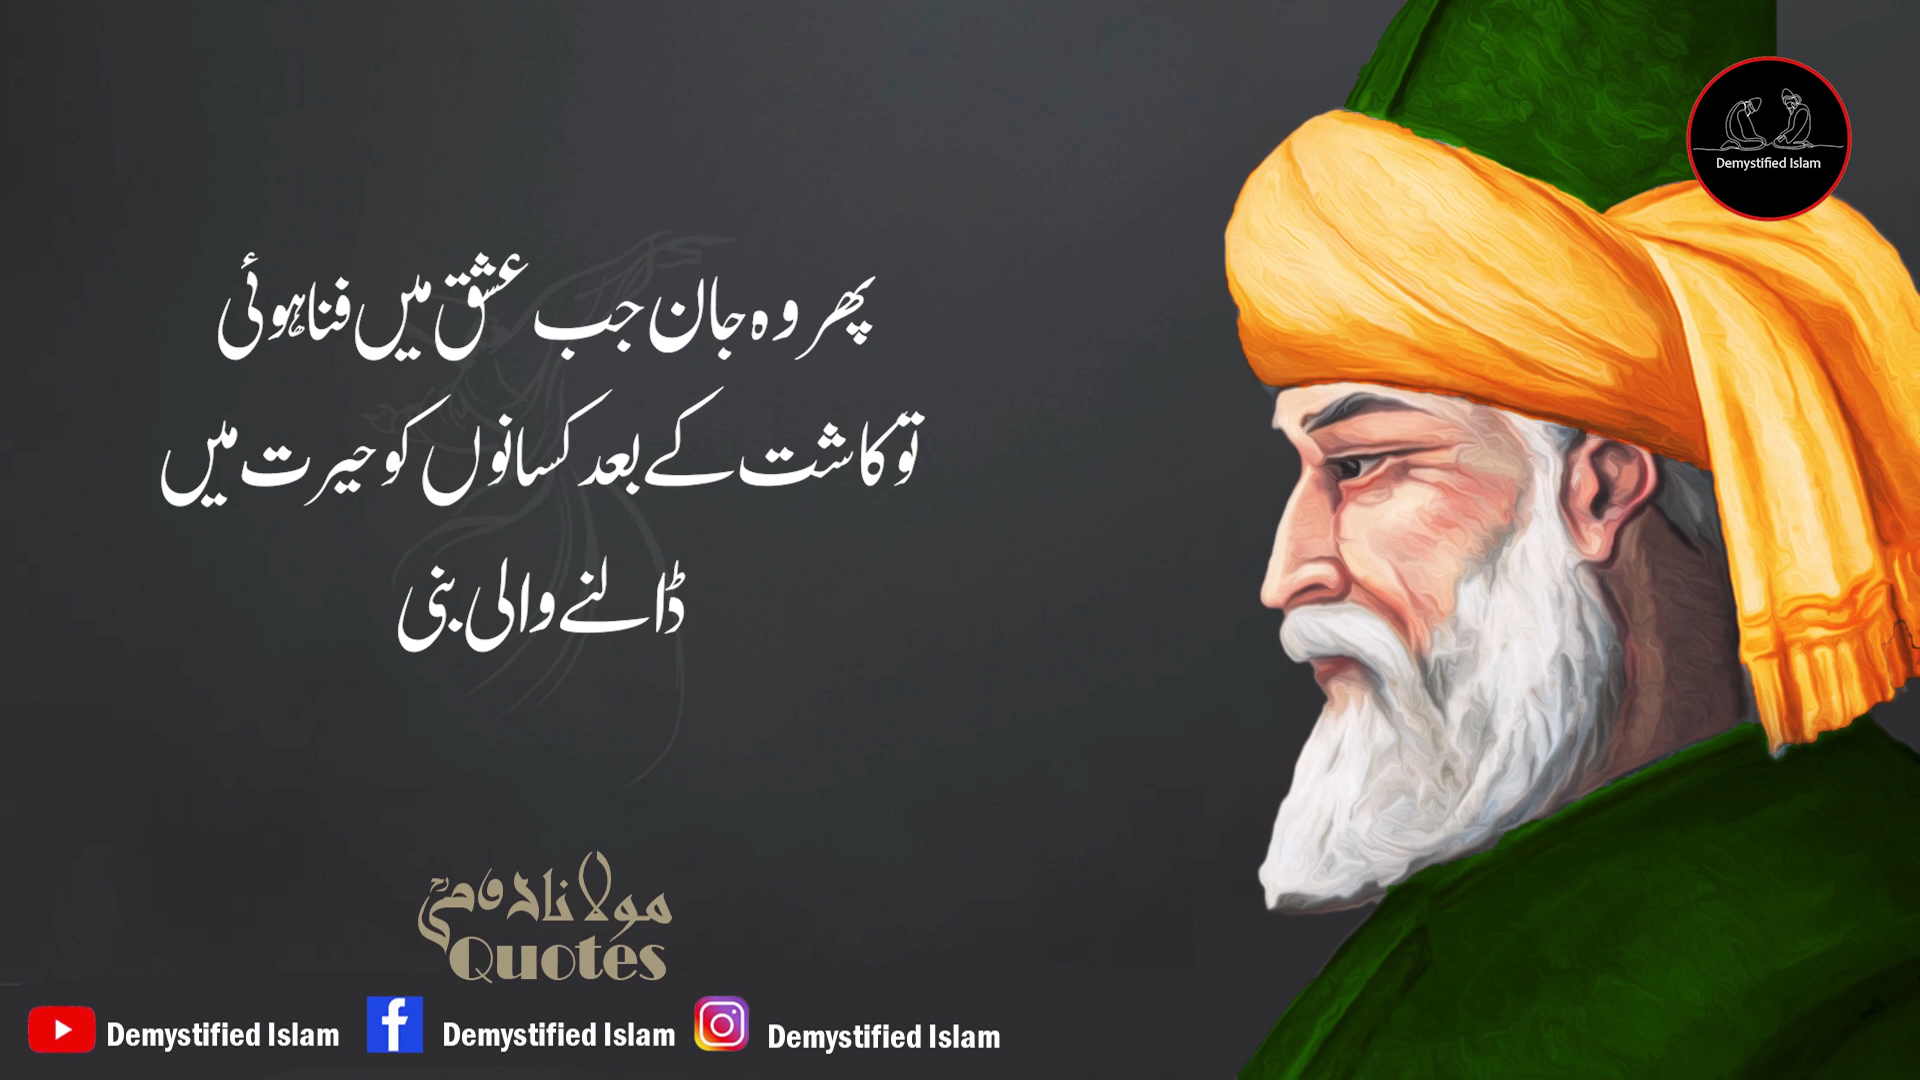 Demystified Islam
پھر وہ جان جب عشق میں فنا ہوئی
تو کاشت کے بعد کسانوں کو حیرت میں
ڈالنے والی بنی
مولانا رومیؒ
Quotes
Demystified Islam
Demystified Islam
Demystified Islam